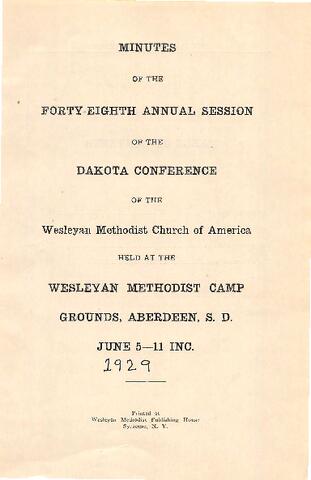 MINUTES
OF THE
FORTY-EIGHTH ANNUAL SESSION
OF THE
DAKOTA CONFERENCE
OF THE
Wesleyan Methodist Church of America
HELD AT THE
WESLEYAN METHODIST CAMP
GROUNDS, ABERDEEN, S. D.
JUNE 5—11 INC.
1929
Printed at
Wesleyan Methodist Publishing House
Syracuse, N. Y.